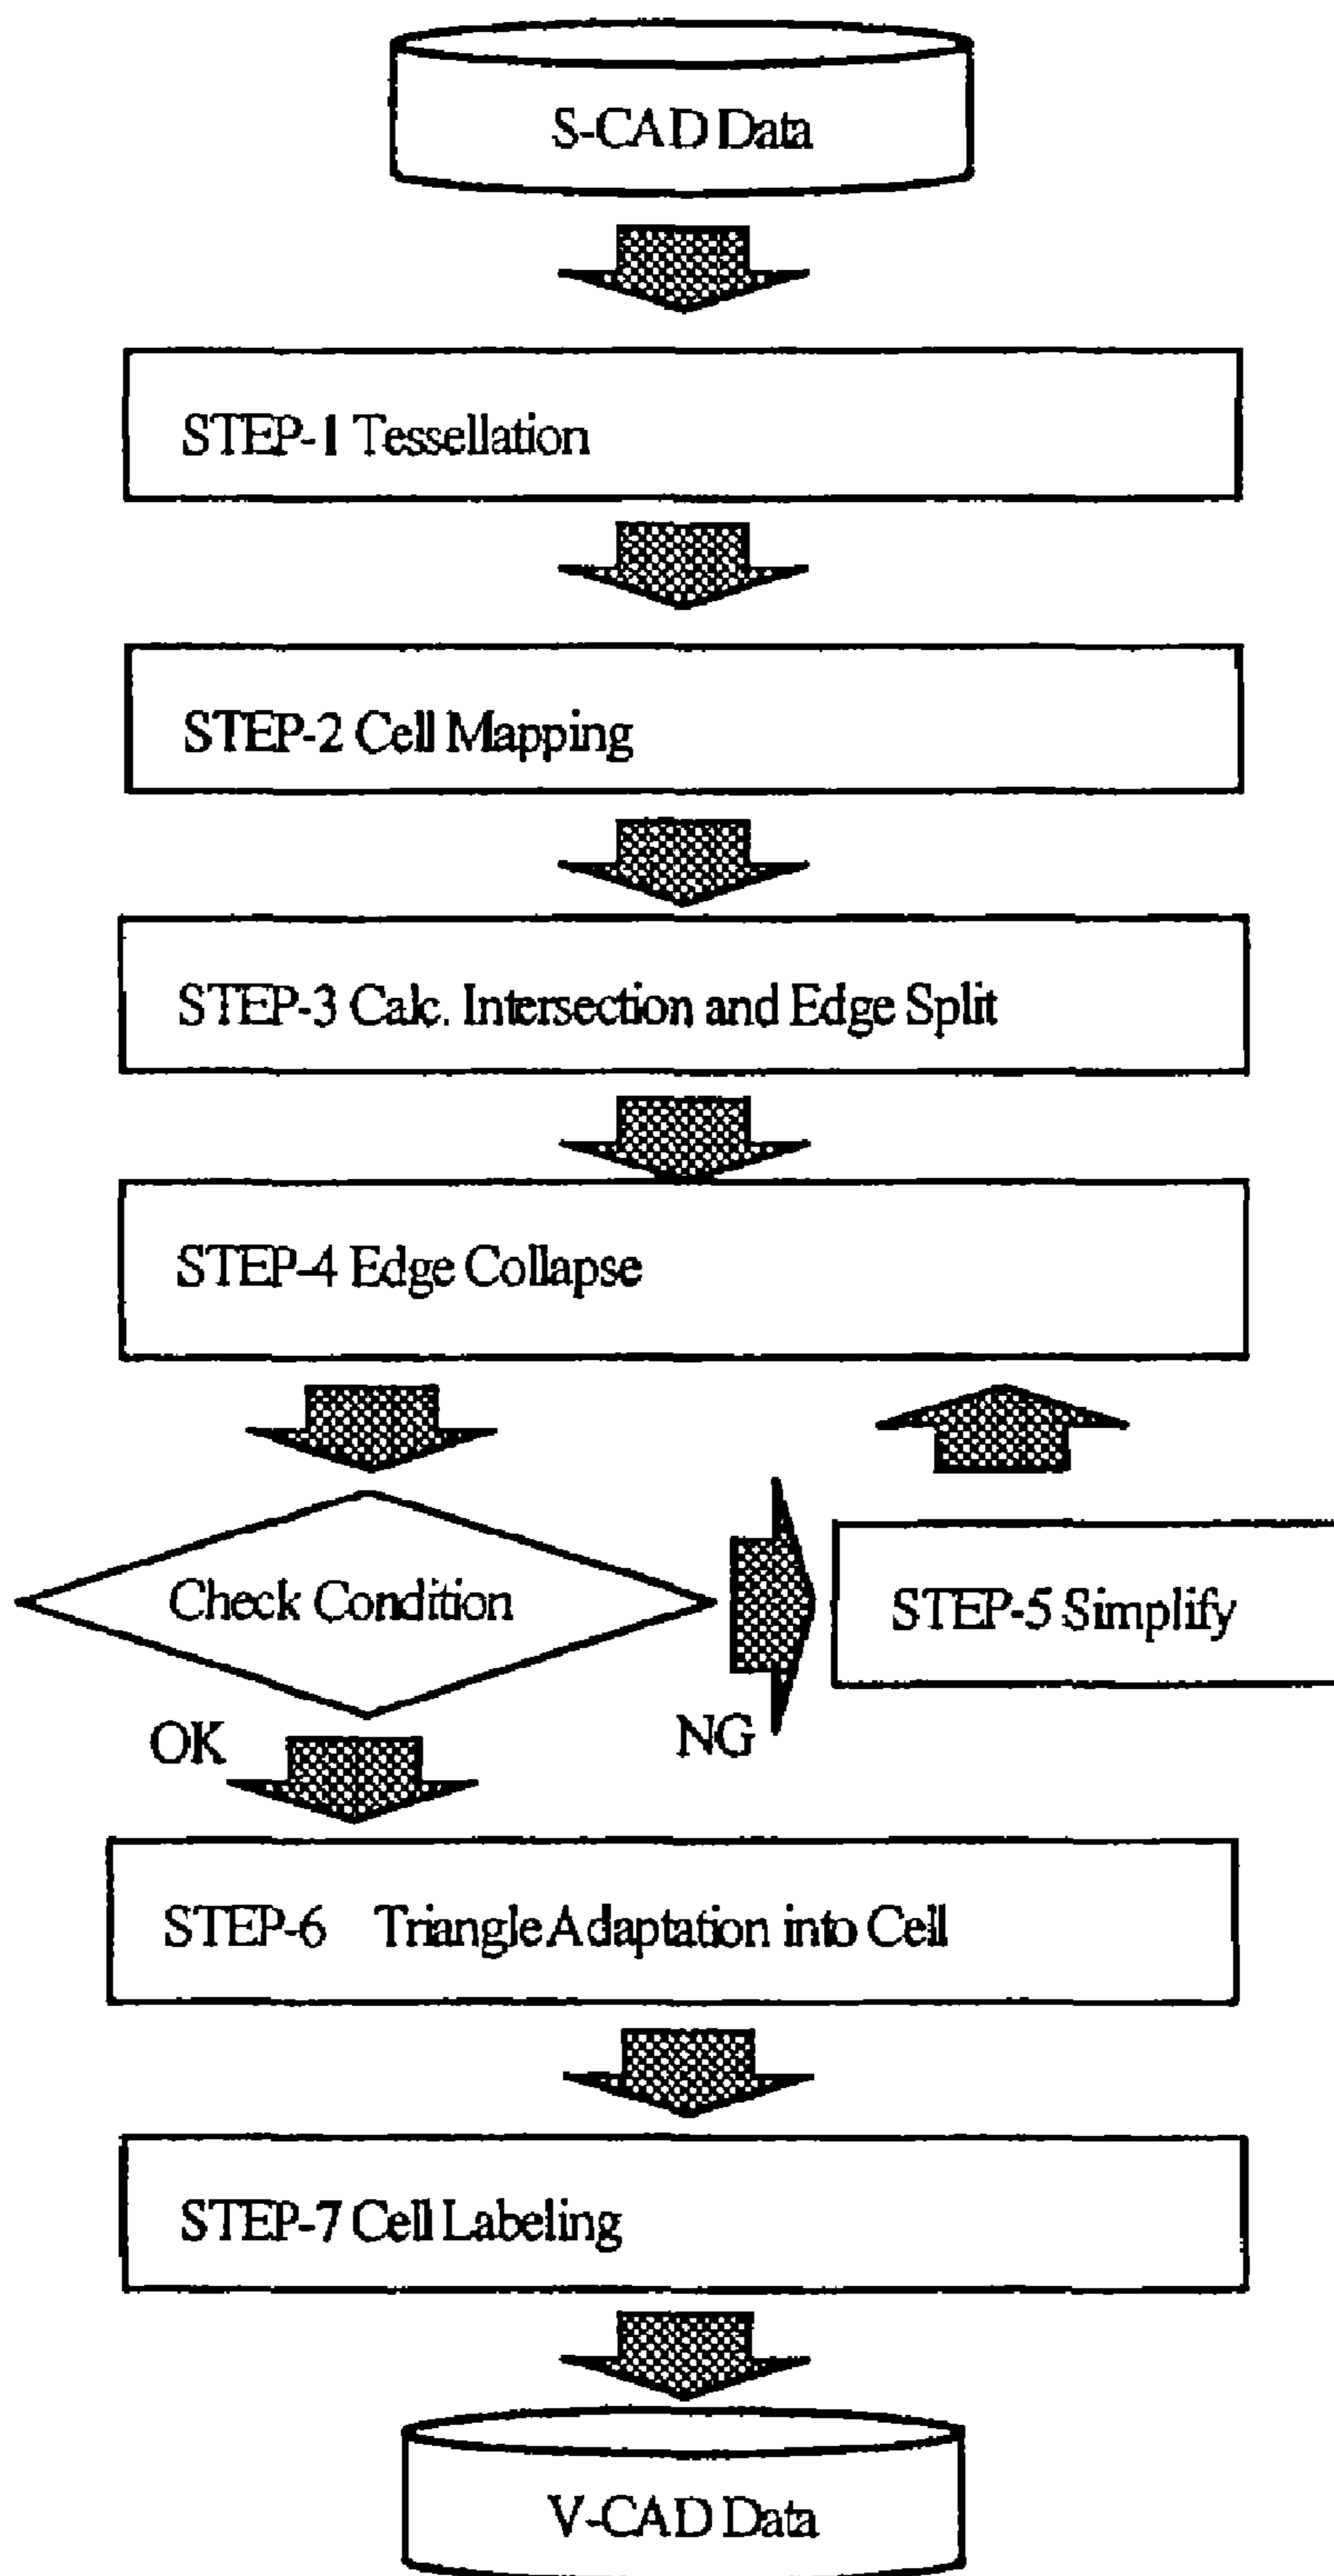 S-CAD Data
STEP-1 Tessellation
STEP-2 Cell Mapping
STEP-3 Calc. Intersection and Edge Split
STEP-4 Edge Collapse
Check Condition
STEP-5 Simplify
OK
NG
STEP-6 Triangle Adaptation into Cell
STEP-7 Cell Labeling
V-CAD Data